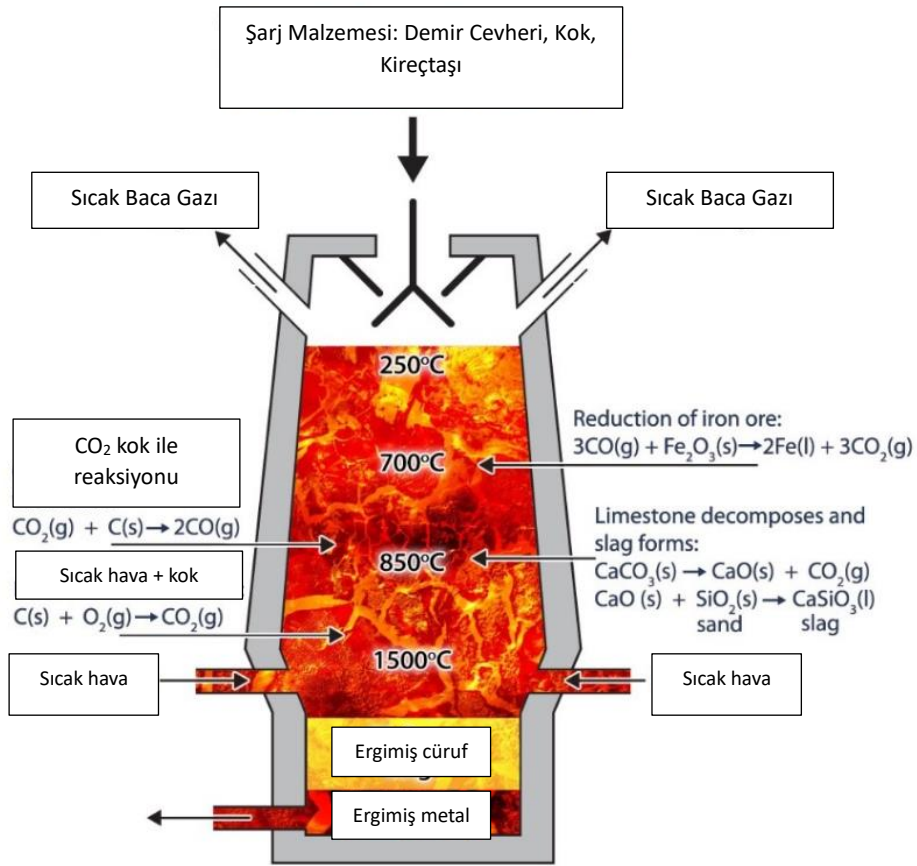 Şarj Malzemesi: Demir Cevheri, Kok,
Kireçtaşı
Sıcak Baca Gazı
Sıcak Baca Gazı
250°C
700°C
Reduction of iron ore:
3CO(g) + Fe₂O₃(s)→2Fe(l) + 3CO₂(g)
CO₂ kok ile
reaksiyonu
CO₂(g) + C(s)→2CO(g)
850°C
Limestone decomposes and
slag forms:
CaCO₃(s) → CaO(s) + CO₂(g)
CaO (s) + SiO₂(s) → CaSiO₃(l)
sand slag
Sıcak hava + kok
C(s) + O₂(g)→CO₂(g)
1500°C
Sıcak hava
Sıcak hava
Ergimiş cüruf
Ergimiş metal